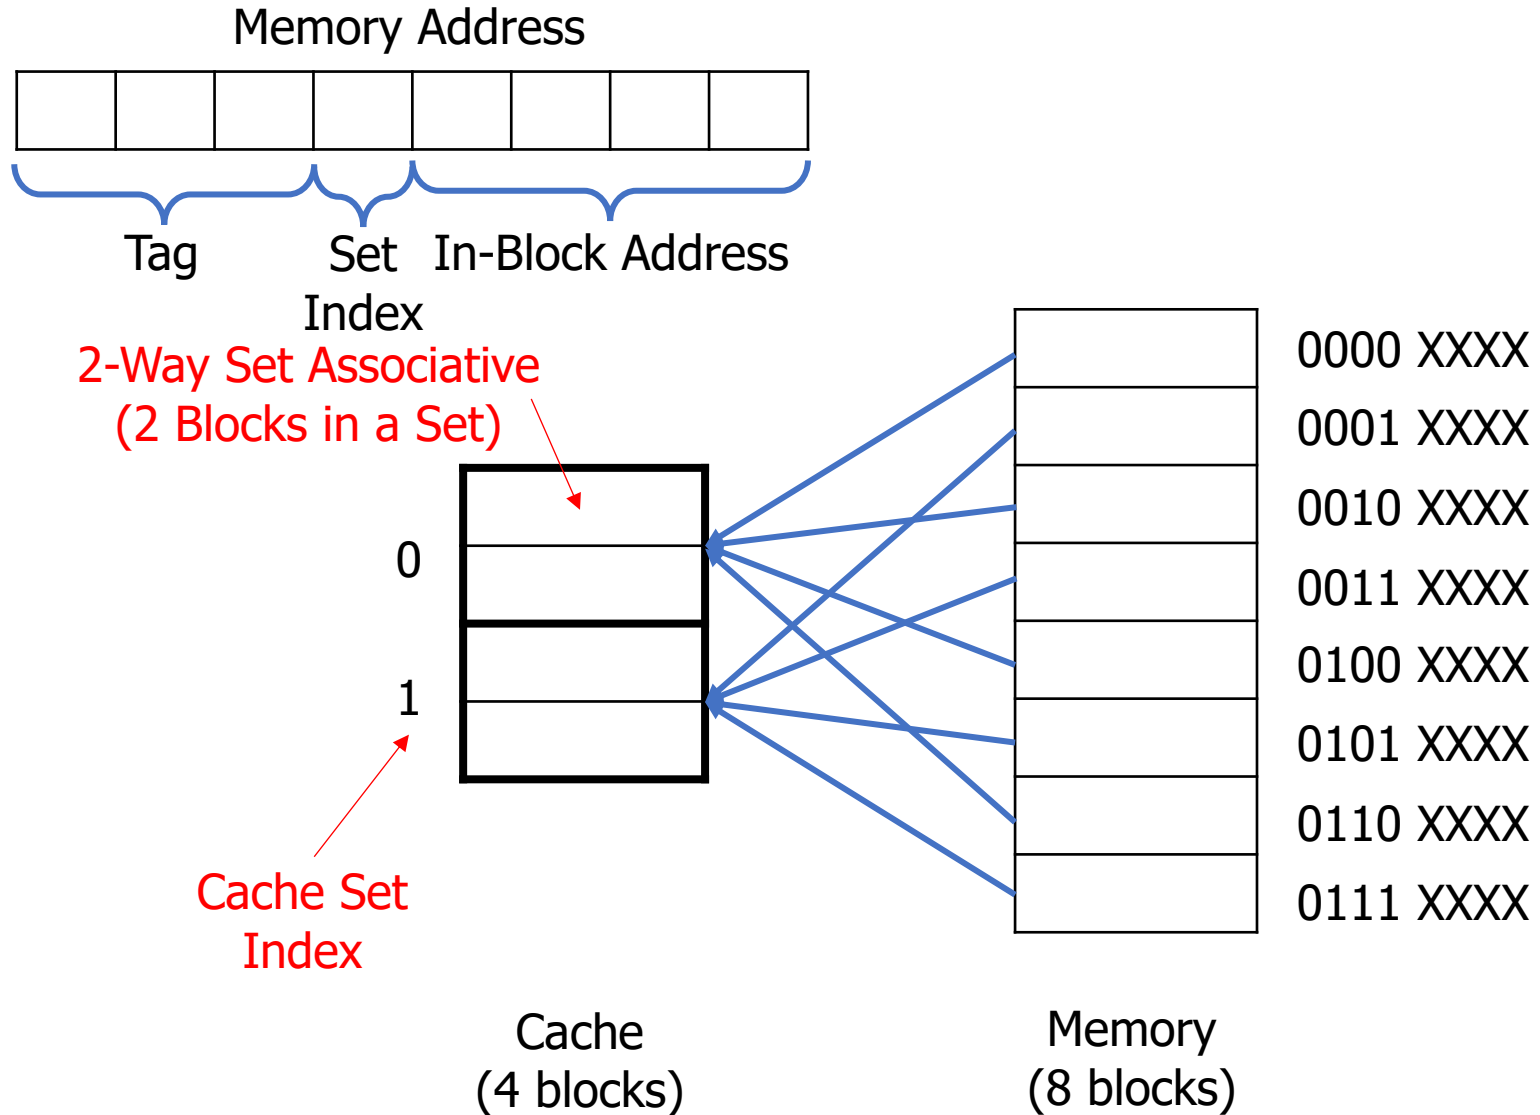 Memory Address
Tag
Set
Index
In-Block Address
2-Way Set Associative
(2 Blocks in a Set)
0
1
Cache Set
Index
0000 XXXX
0001 XXXX
0010 XXXX
0011 XXXX
0100 XXXX
0101 XXXX
0110 XXXX
0111 XXXX
Cache
(4 blocks)
Memory
(8 blocks)